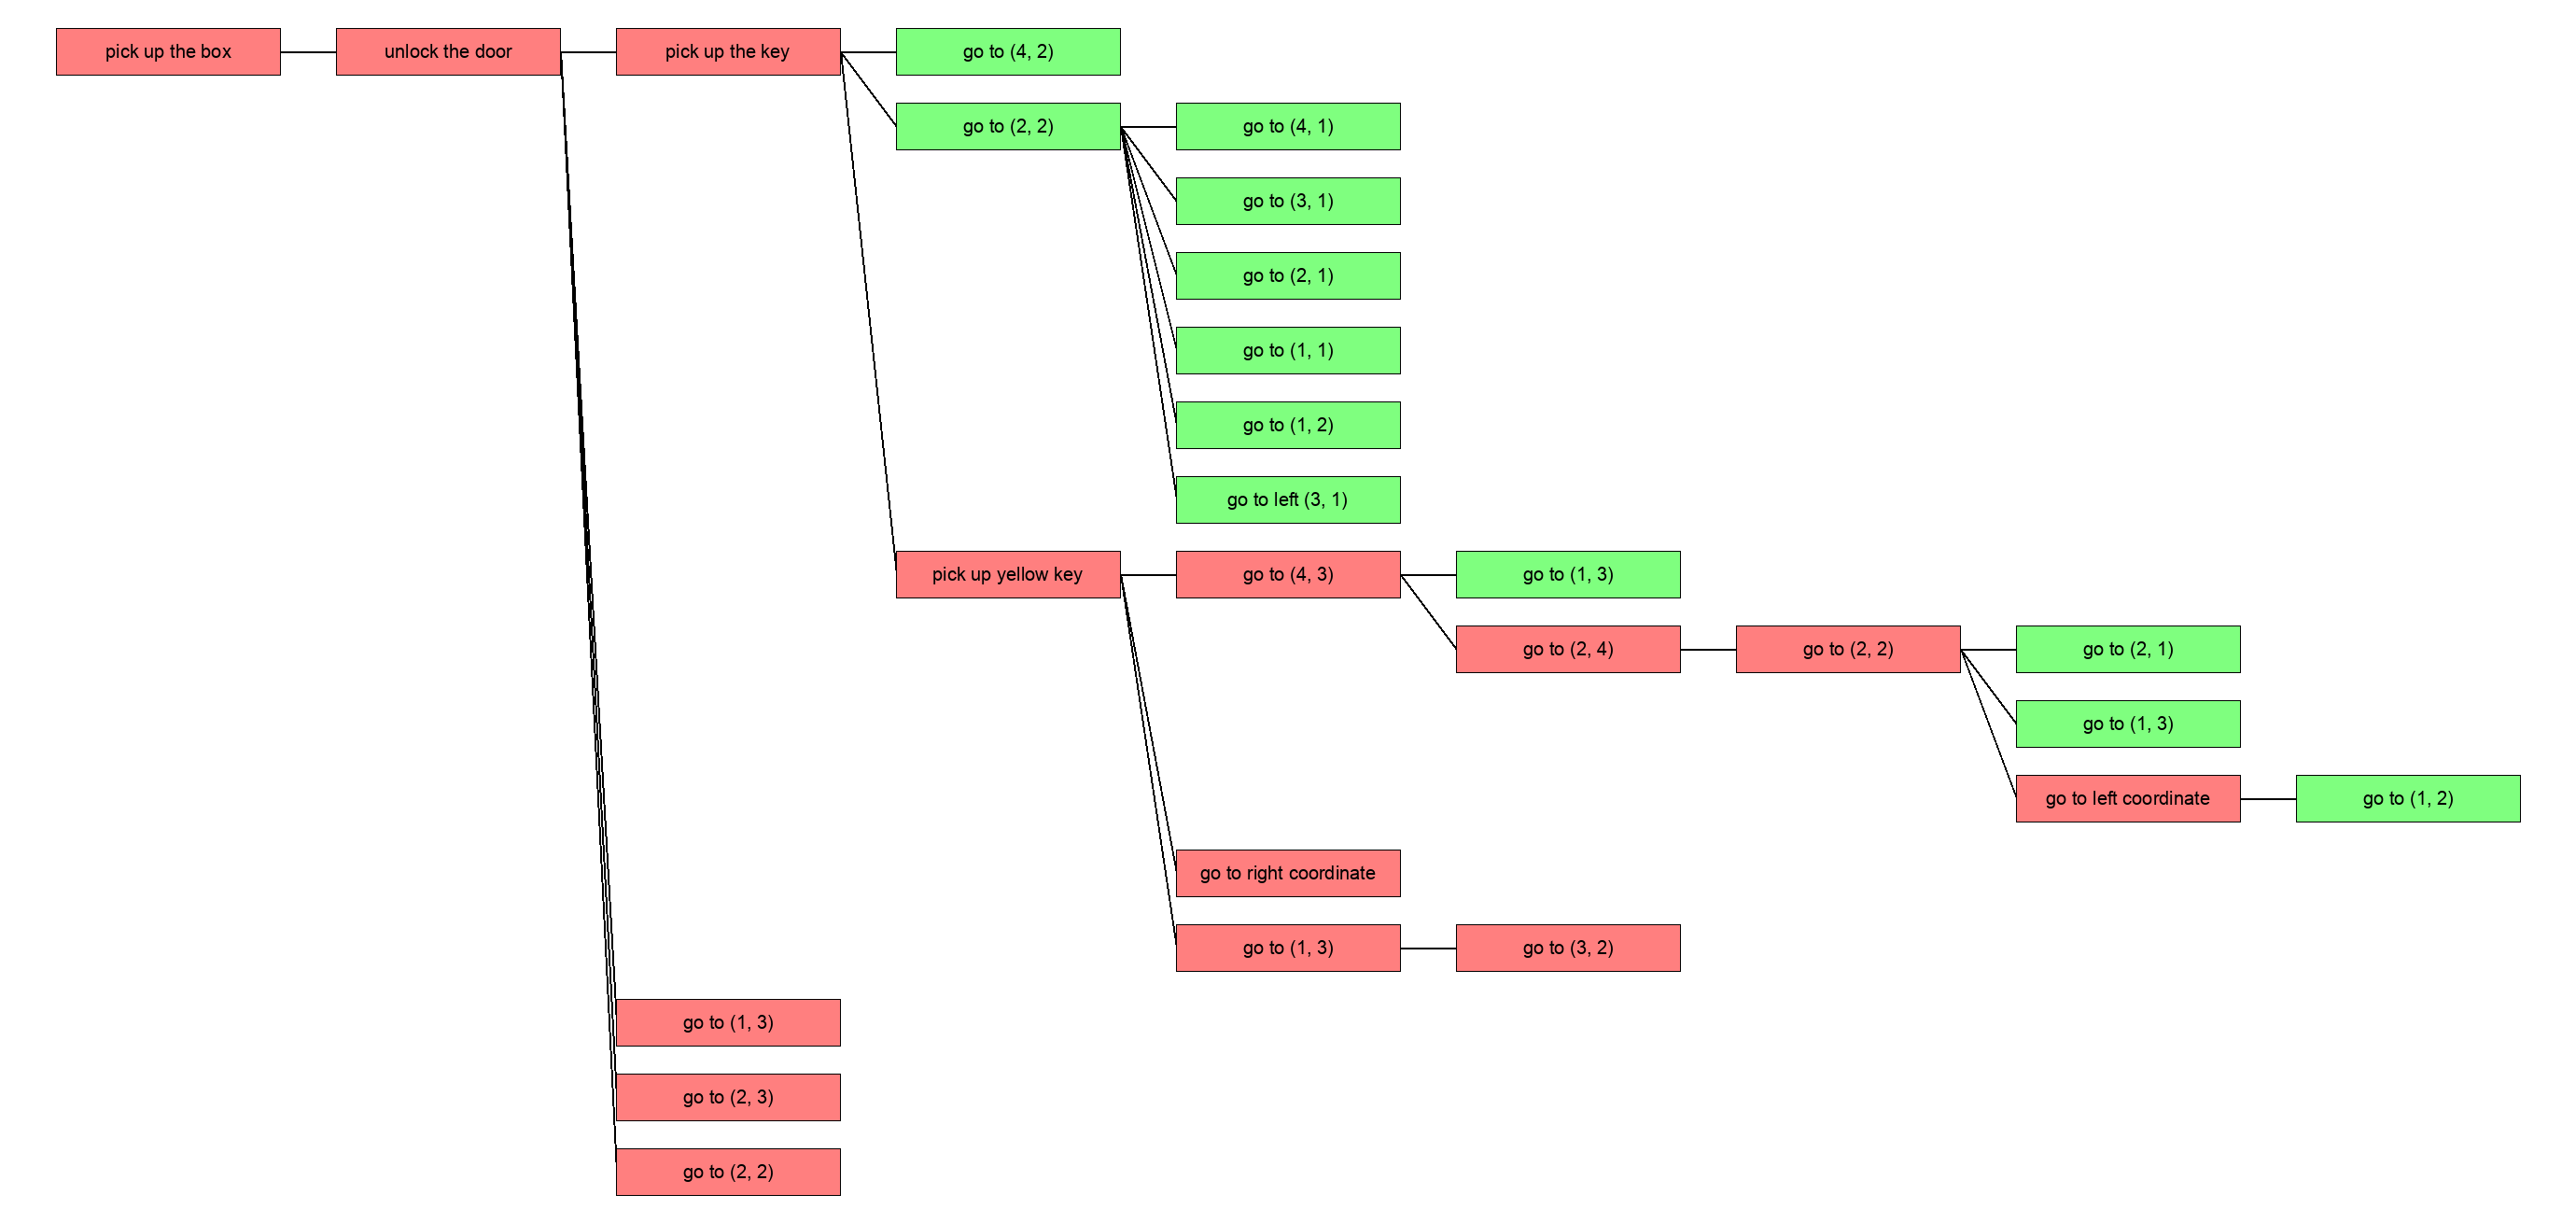 pick up the box
unlock the door
pick up the key
go to (4, 2)
go to (2, 2)
go to (4, 1)
go to (3, 1)
go to (2, 1)
go to (1, 1)
go to (1, 2)
go to left (3, 1)
pick up yellow key
go to (4, 3)
go to (1, 3)
go to (2, 4)
go to (2, 2)
go to (2, 1)
go to (1, 3)
go to left coordinate
go to (1, 2)
go to right coordinate
go to (1, 3)
go to (3, 2)
go to (1, 3)
go to (2, 3)
go to (2, 2)